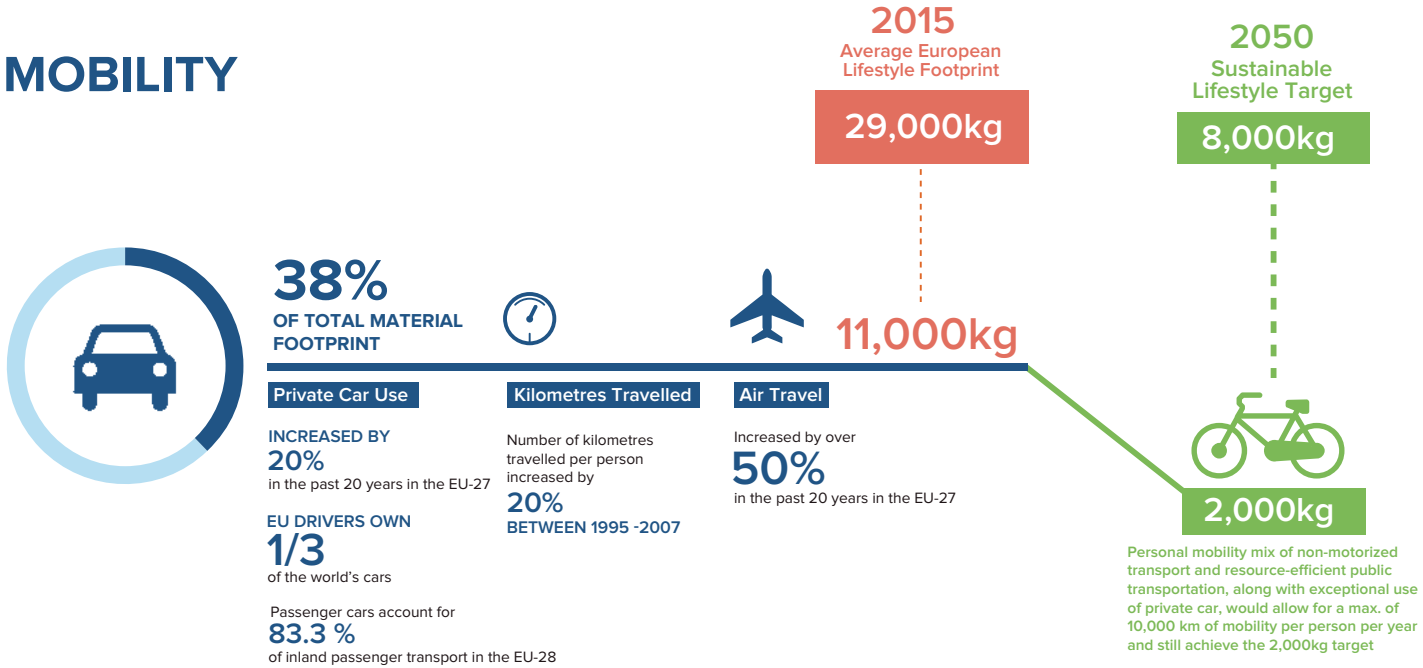 MOBILITY
2015
Average European
Lifestyle Footprint
29,000kg
2050
Sustainable
Lifestyle Target
8,000kg
38%
OF TOTAL MATERIAL
FOOTPRINT
11,000kg
Private Car Use
INCREASED BY
20%
in the past 20 years in the EU-27
EU DRIVERS OWN
1/3
of the world's cars
Passenger cars account for
83.3 %
of inland passenger transport in the EU-28
Kilometres Travelled
Number of kilometres
travelled per person
increased by
20%
BETWEEN 1995 -2007
Air Travel
Increased by over
50%
in the past 20 years in the EU-27
2,000kg
Personal mobility mix of non-motorized
transport and resource-efficient public
transportation, along with exceptional use
of private car, would allow for a max. of
10,000 km of mobility per person per year
and still achieve the 2,000kg target